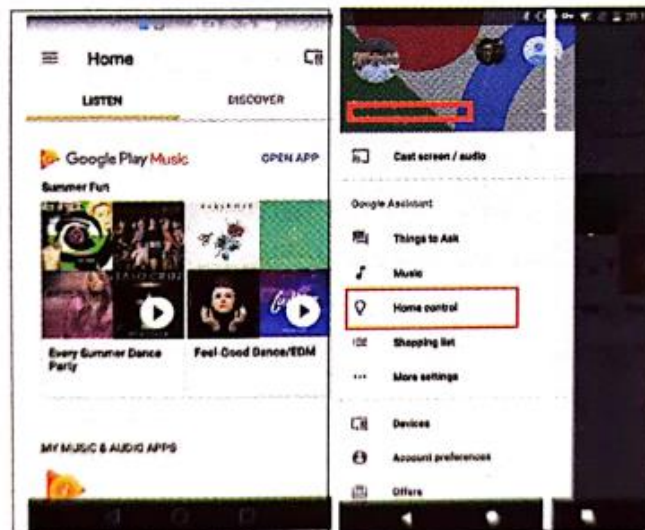 Home
LISTEN
DISCOVER
Google Play Music
OPEN APP
Summer Fun
Every Summer Dance
Party
Feel-Good Dance/EDM
MY MUSIC & AUDIO APPS
Cast screen / audio
Google Assistant
Things to Ask
Music
Home control
Shopping list
More settings
Devices
Account preferences
Offers